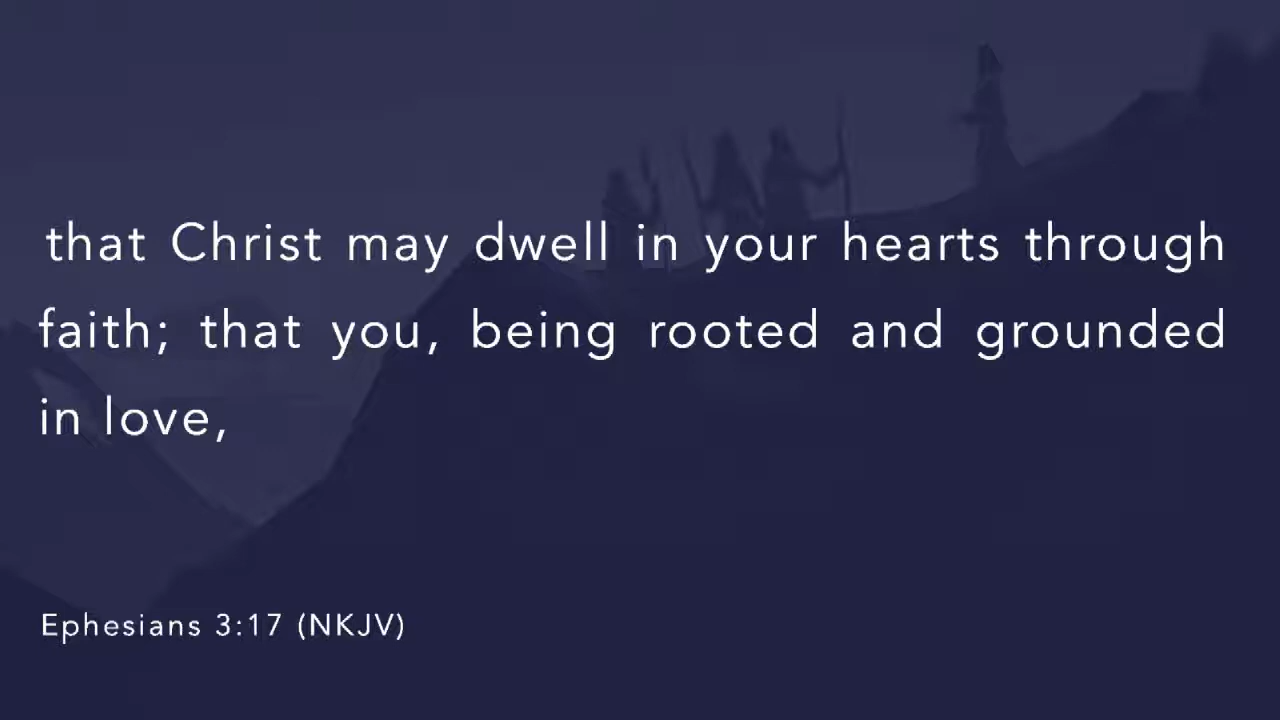 that Christ may dwell in your hearts through
faith; that you, being rooted and grounded
in love,
Ephesians 3:17 (NKJV)